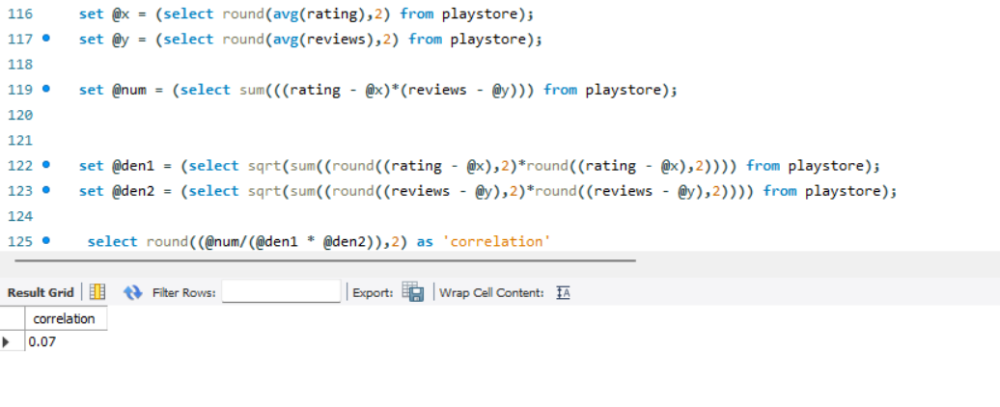 116 set @x = (select round(avg(rating),2) from playstore);
117 set @y = (select round(avg(reviews),2) from playstore);
118
119 set @num = (select sum(((rating - @x)*(reviews - @y))) from playstore);
120
121
122 set @den1 = (select sqrt(sum((round((rating - @x),2)*round((rating - @x),2)))) from playstore);
123 set @den2 = (select sqrt(sum((round((reviews - @y),2)*round((reviews - @y),2)))) from playstore);
124
125 select round((@num/(@den1 * @den2)),2) as 'correlation'
Result Grid Filter Rows: Export: Wrap Cell Content: IA
correlation
0.07